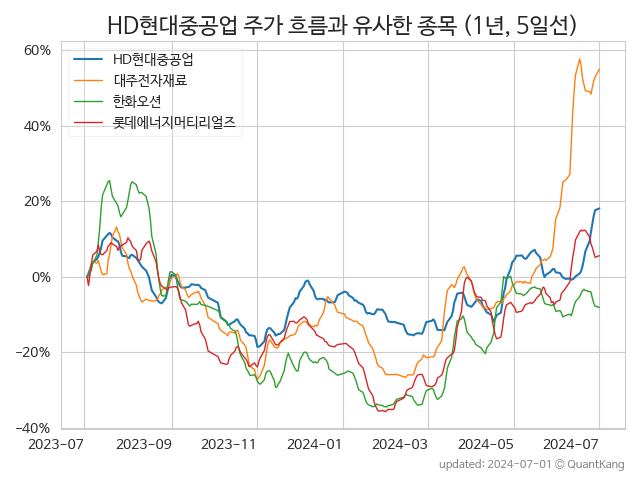 HD현대중공업 주가 흐름과 유사한 종목 (1년, 5일선)
60%
HD현대중공업
대주전자재료
한화오션
롯데에너지머티리얼즈
40%
20%
0%
−20%
−40%
2023-07 2023-09 2023-11 2024-01 2024-03 2024-05 2024-07
updated: 2024-07-01 © QuantKang